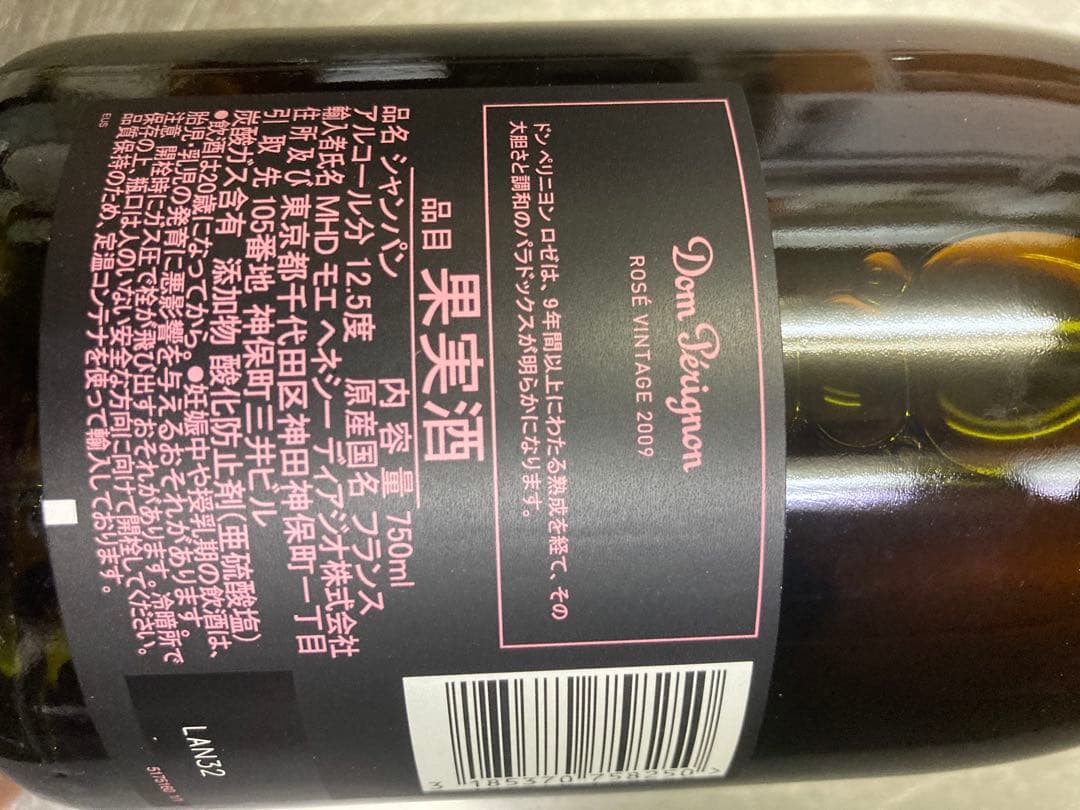 Dom Pérignon
ROSÉ VINTAGE 2009
ドン ペリニヨン ロゼは、9年間以上にわたる熟成を経て、その
大胆さと調和のパラドックスが明らかになります。
品目 果実酒
品名 シャンパン 内容量 750ml
アルコール分 12.5度 原産国名 フランス
輸入者氏名 MHD モエ ヘネシー ディアジオ株式会社
住所及び 東京都千代田区神田神保町一丁目
引取先 105番地 神保町三井ビル
炭酸ガス含有 添加物 酸化防止剤(亜硫酸塩)
●飲酒は20歳になってから。●妊娠中や授乳期の飲酒は、
胎児・乳児の発育に悪影響を与えるおそれがあります。
注意 開栓時にガス圧で栓が飛び出すおそれがあります。冷暗所で
保存の上、瓶口は人のいない安全な方向に向けて開栓してください。
品質保持のため、定温コンテナを使って輸入しております。
EUS
3 185370 758250 >
LAN32